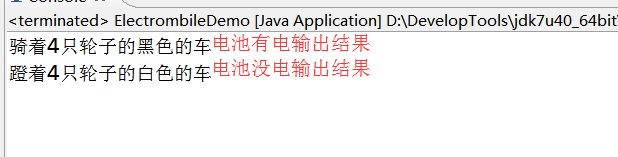 <terminated> ElectrombileDemo [Java Application] D:\DevelopTools\jdk7u40_64bit\
骑着4只轮子的黑色的车电池有电输出结果
蹬着4只轮子的白色的车电池没电输出结果